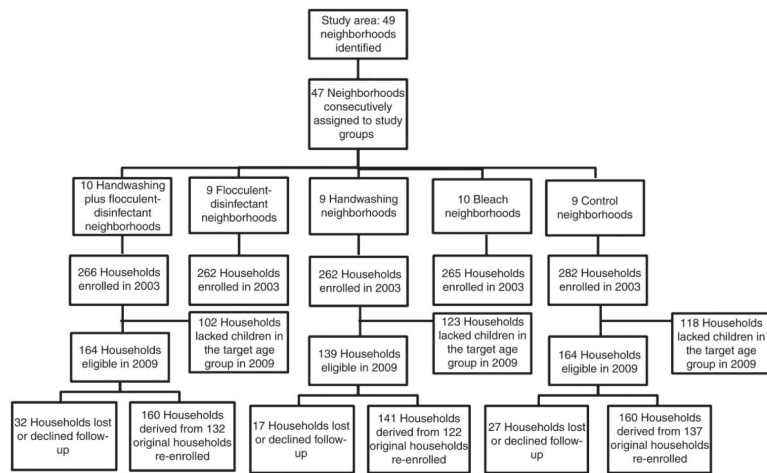 Study area: 49
neighborhoods
identified
47 Neighborhoods
consecutively
assigned to study
groups
10 Handwashing
plus flocculent-
disinfectant
neighborhoods
9 Flocculent-
disinfectant
neighborhoods
9 Handwashing
neighborhoods
10 Bleach
neighborhoods
9 Control
neighborhoods
266 Households
enrolled in 2003
262 Households
enrolled in 2003
262 Households
enrolled in 2003
265 Households
enrolled in 2003
282 Households
enrolled in 2003
102 Households
lacked children in
the target age
group in 2009
123 Households
lacked children in
the target age
group in 2009
118 Households
lacked children in
the target age
group in 2009
164 Households
eligible in 2009
139 Households
eligible in 2009
164 Households
eligible in 2009
32 Households lost
or declined follow-
up
160 Households
derived from 132
original households
re-enrolled
17 Households lost
or declined follow-
up
141 Households
derived from 122
original households
re-enrolled
27 Households lost
or declined follow-
up
160 Households
derived from 137
original households
re-enrolled